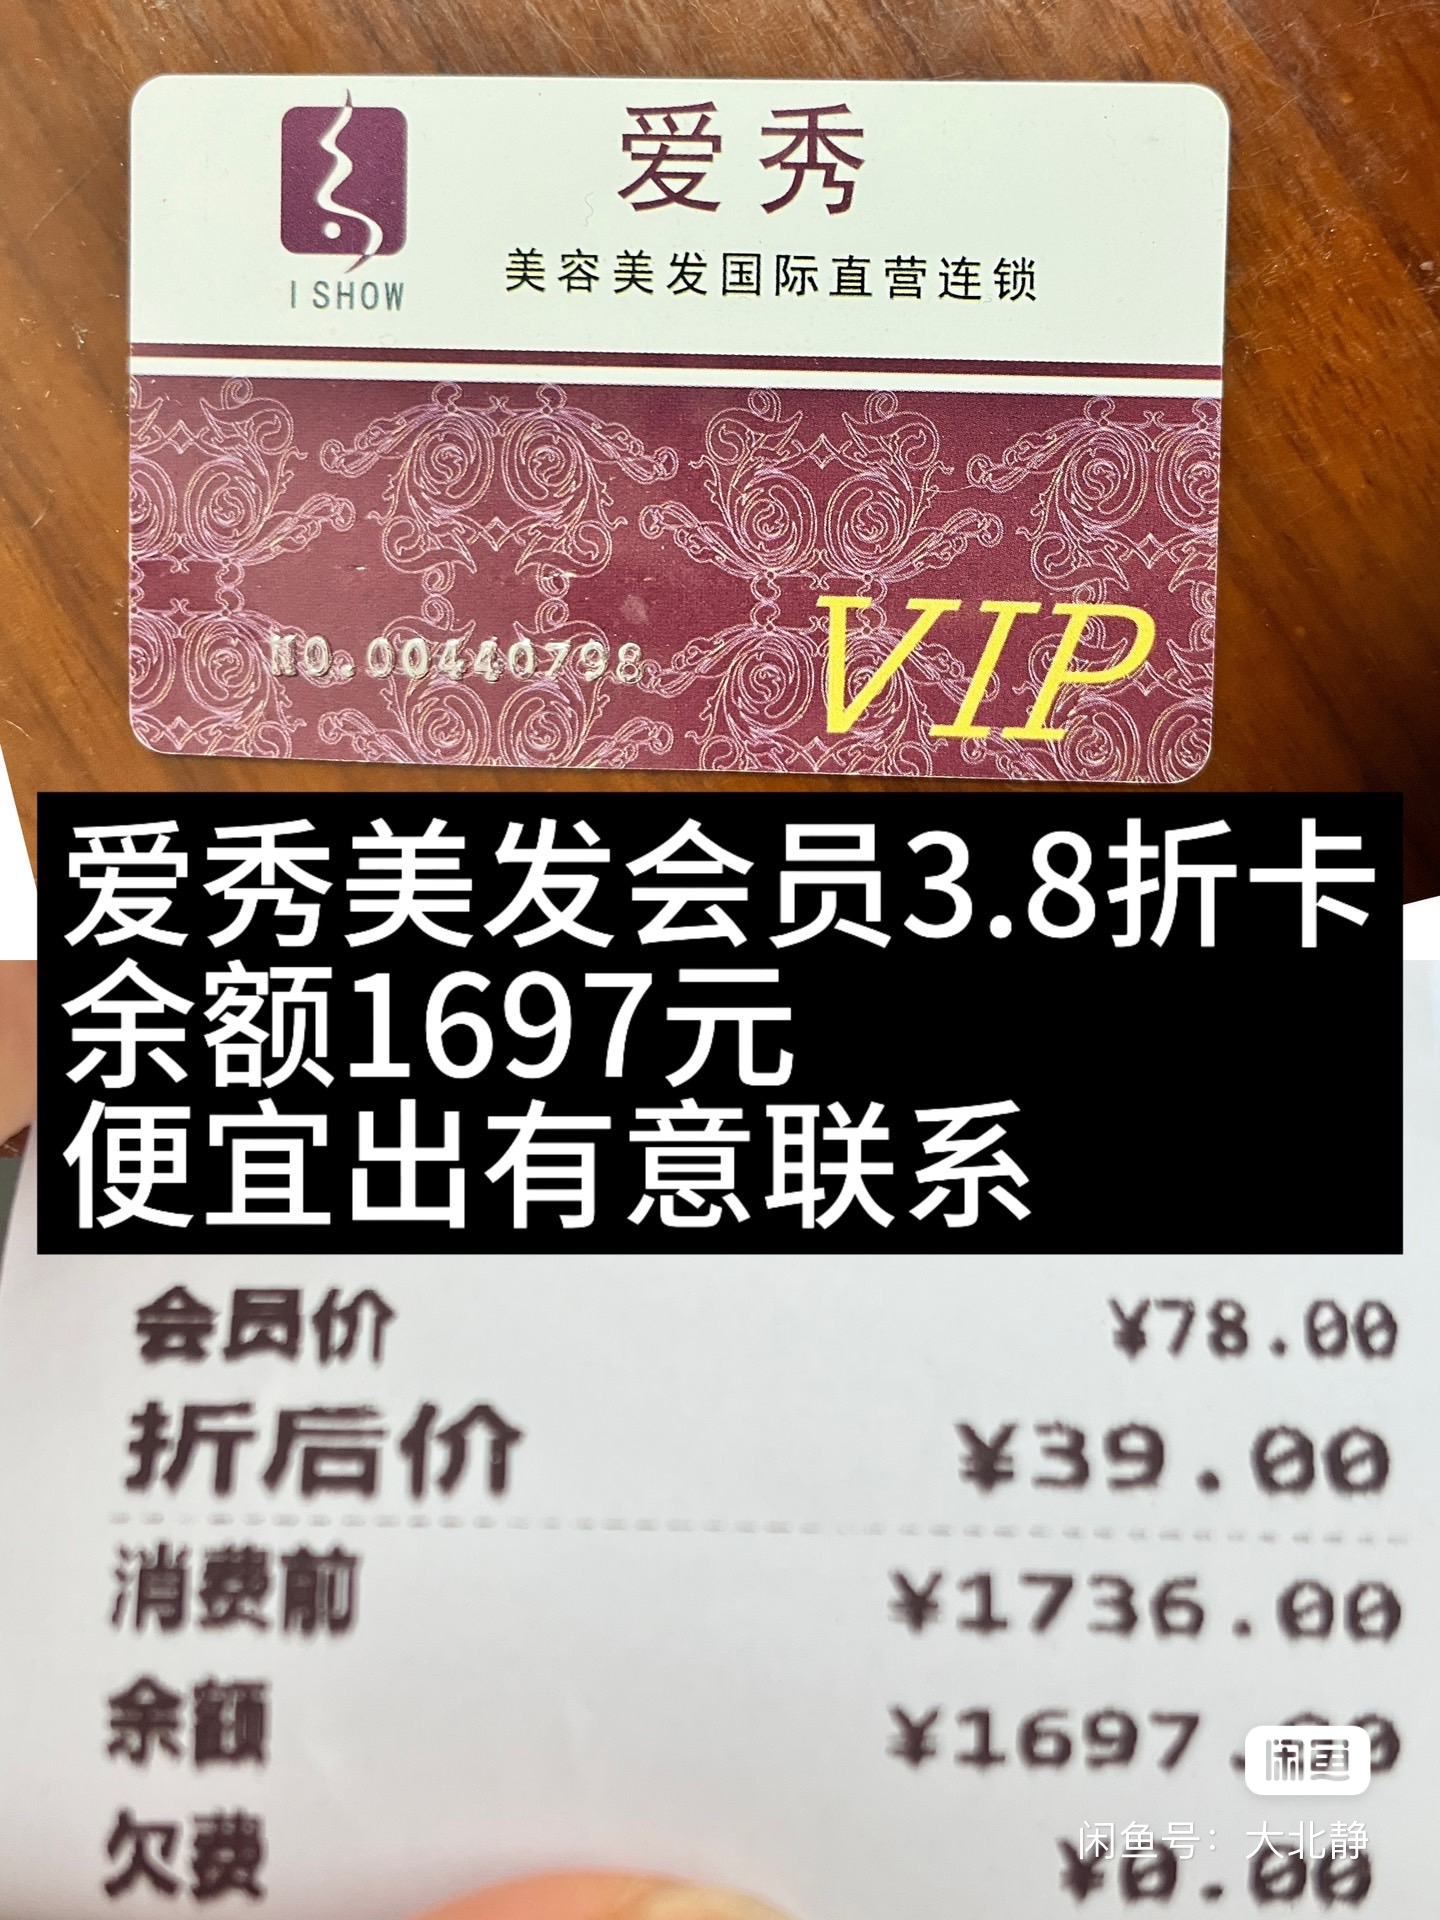 爱秀
I SHOW
美容美发国际直营连锁
NO.00440798
VIP
爱秀美发会员3.8折卡
余额1697元
便宜出有意联系
会员价 ¥78.00
折后价 ¥39.00
消费前 ¥1736.00
余额 ¥1697.00
闲鱼
欠费 ¥0.00
闲鱼号：大北静